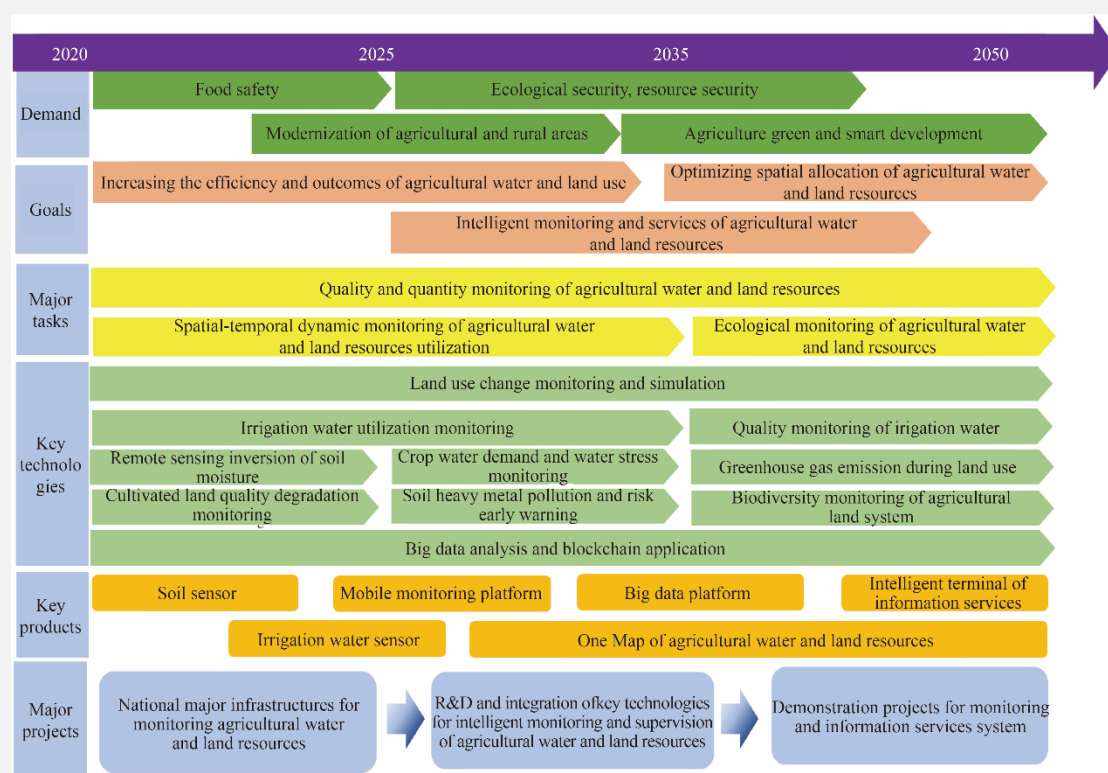 2020 2025 2035 2050
Demand
Food safety
Ecological security, resource security
Modernization of agricultural and rural areas
Agriculture green and smart development
Goals
Increasing the efficiency and outcomes of agricultural water and land use
Optimizing spatial allocation of agricultural water
and land resources
Intelligent monitoring and services of agricultural water
and land resources
Major
tasks
Quality and quantity monitoring of agricultural water and land resources
Spatial-temporal dynamic monitoring of agricultural water
and land resources utilization
Ecological monitoring of agricultural water
and land resources
Key
technolo
gies
Land use change monitoring and simulation
Irrigation water utilization monitoring
Quality monitoring of irigation water
Remote sensing inversion of soil
moisture
Crop water demand and water stress
monitoring
Greenhouse gas emission during land use
Cultivated land quality degradation
monitoring
Soil heavy metal pollution and risk
early warning
Biodiversity monitoring of agricultural
land system
Big data analysis and blockchain application
Key
products
Soil sensor
Mobile monitoring platform
Big data platform
Intelligent terminal of
information services
Irrigation water sensor
One Map of agricultural water and land resources
Major
projects
National major infrastructures for
monitoring agricultural water
and land resources
R&D and integration ofkey technologies
for intelligent monitoring and supervision
of agricultural water and land resources
Demonstration projects for monitoring
and information services system